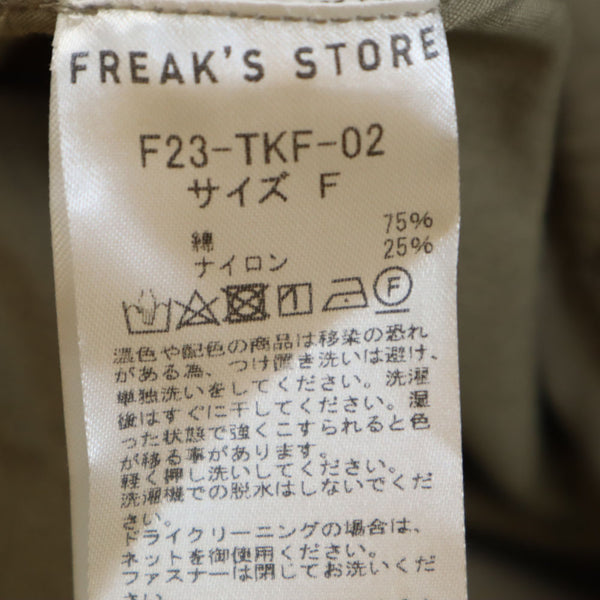 FREAK'S STORE
F23-TKF-02
サイズ F
綿 75%
ナイロン 25%
F
濃色や配色の商品は移染の恐れ
がある為、つけ置き洗いは避け、
単独洗いをしてください。洗濯
後はすぐに干してください。湿
った状態で強くこすられると色
が移る事があります。
軽く押し洗いしてください。
洗濯機での脱水はしないでくだ
さい。
ドライクリーニングの場合は、
ネットを御使用ください。
ファスナーは閉じてお洗いくだ
さい。